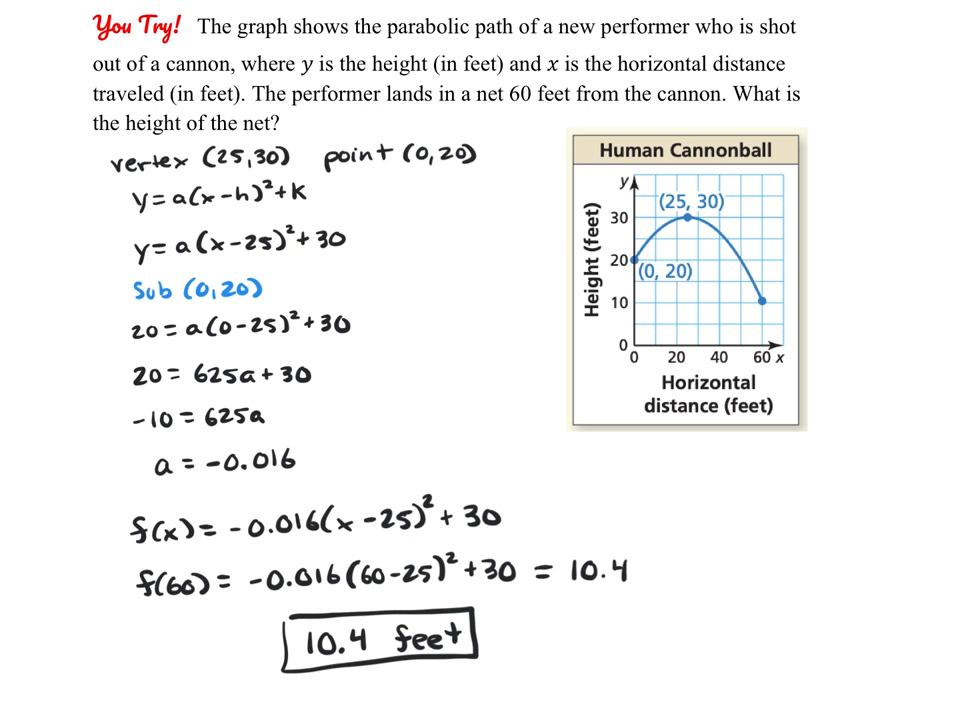 You Try! The graph shows the parabolic path of a new performer who is shot
out of a cannon, where y is the height (in feet) and x is the horizontal distance
traveled (in feet). The performer lands in a net 60 feet from the cannon. What is
the height of the net?
vertex (25,30) point (0,20)
y=a(x-h)²+k
y=a(x-25)²+30
Sub (0,20)
20=a(0-25)²+30
20=625a+30
-10=625a
a=-0.016
f(x)=-0.016(x-25)²+30
f(60)=-0.016(60-25)²+30=10.4
10.4 feet
Human Cannonball
y
(25, 30)
30
20
(0, 20)
10
0
0 20 40 60 x
Height (feet)
Horizontal
distance (feet)